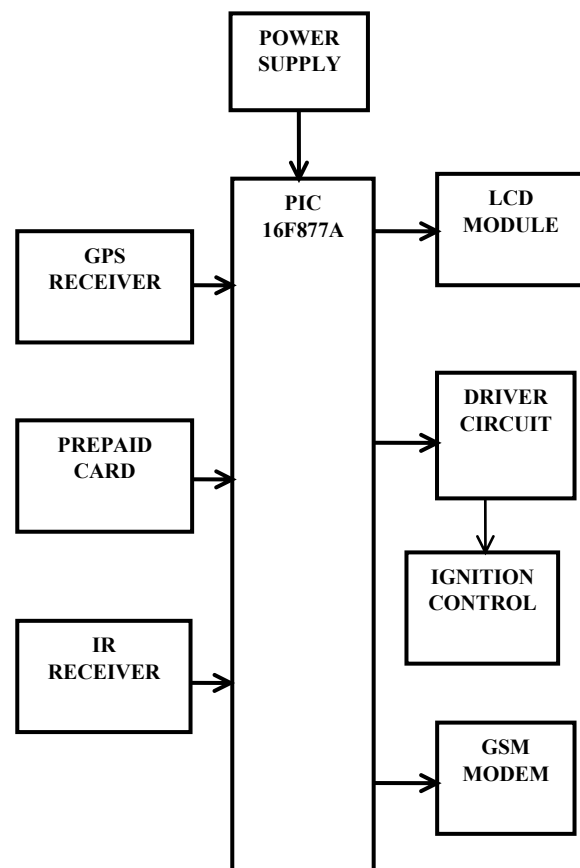 POWER
SUPPLY
PIC
16F877A
LCD
MODULE
GPS
RECEIVER
DRIVER
CIRCUIT
PREPAID
CARD
IGNITION
CONTROL
IR
RECEIVER
GSM
MODEM